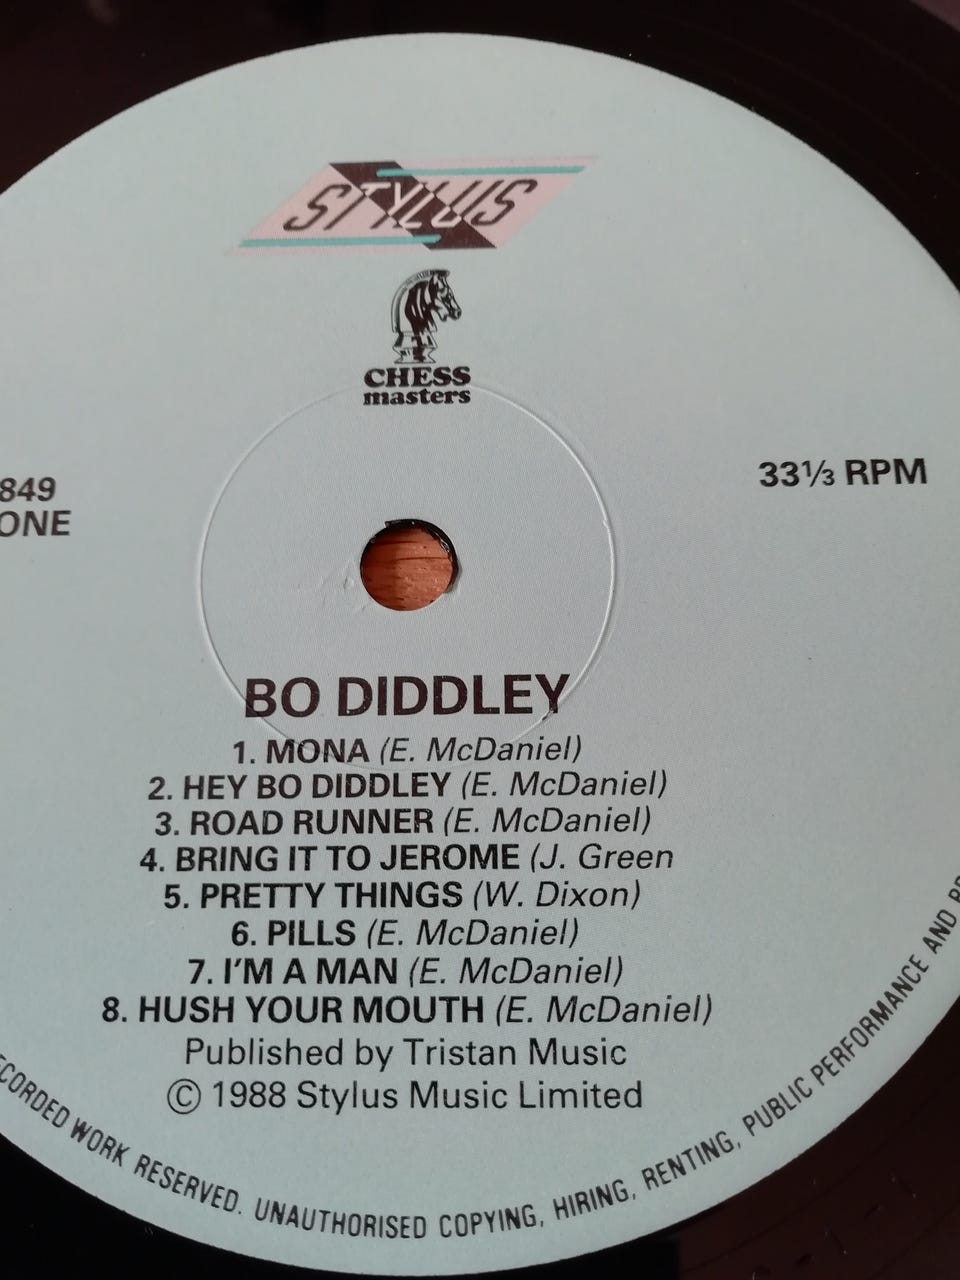 STYLUS
CHESS
masters
849
ONE
33⅓ RPM
BO DIDDLEY
1. MONA (E. McDaniel)
2. HEY BO DIDDLEY (E. McDaniel)
3. ROAD RUNNER (E. McDaniel)
4. BRING IT TO JEROME (J. Green
5. PRETTY THINGS (W. Dixon)
6. PILLS (E. McDaniel)
7. I'M A MAN (E. McDaniel)
8. HUSH YOUR MOUTH (E. McDaniel)
Published by Tristan Music
© 1988 Stylus Music Limited
WORK RESERVED. UNAUTHORISED COPYING, HIRING, RENTING, PUBLIC PERFORMANCE AND